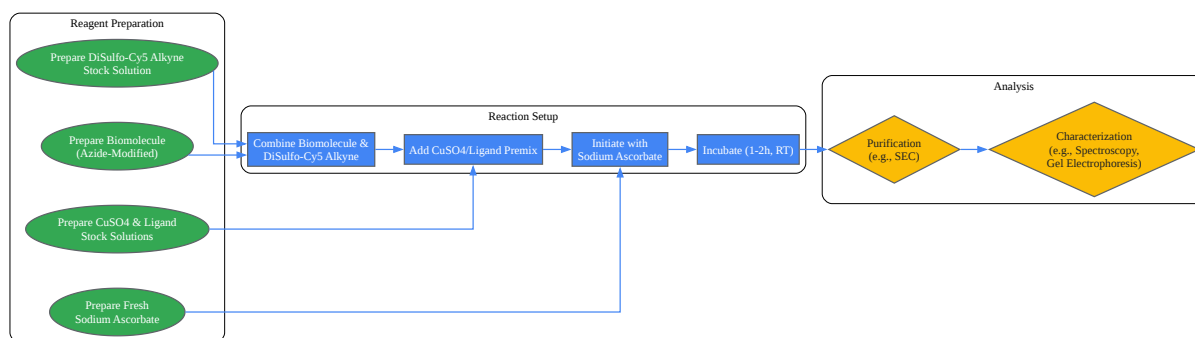 Reagent Preparation
Prepare DiSulfo-Cy5 Alkyne
Stock Solution
Prepare Biomolecule
(Azide-Modified)
Prepare CuSO4 & Ligand
Stock Solutions
Prepare Fresh
Sodium Ascorbate
Reaction Setup
Combine Biomolecule &
DiSulfo-Cy5 Alkyne
Add CuSO4/Ligand Premix
Initiate with
Sodium Ascorbate
Incubate (1-2h, RT)
Analysis
Purification
(e.g., SEC)
Characterization
(e.g., Spectroscopy,
Gel Electrophoresis)